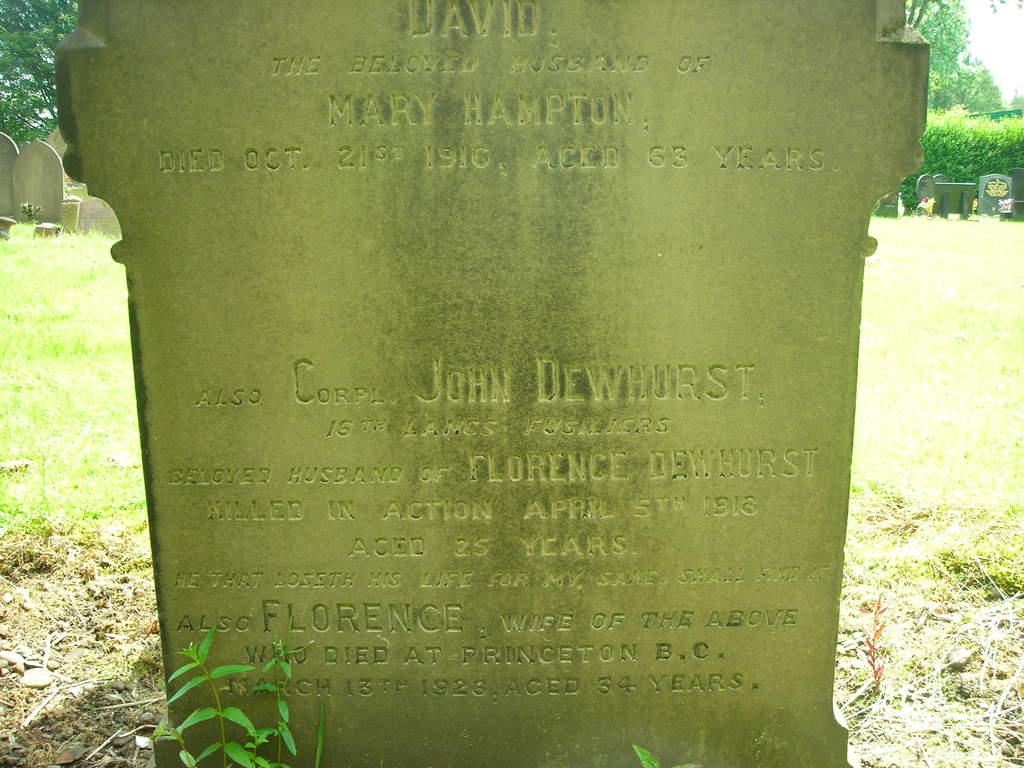 DAVID,
THE BELOVED HUSBAND OF
MARY HAMPTON,
DIED OCT. 21ST 1916, AGED 63 YEARS.
ALSO CORPL. JOHN DEWHURST,
16TH LANCS FUSILIERS
BELOVED HUSBAND OF FLORENCE DEWHURST
KILLED IN ACTION APRIL 5TH 1918
AGED 25 YEARS.
HE THAT LOSETH HIS LIFE FOR MY SAKE, SHALL FIND IT
ALSO FLORENCE, WIFE OF THE ABOVE
WHO DIED AT PRINCETON B.C.
MARCH 13TH 1923, AGED 34 YEARS.